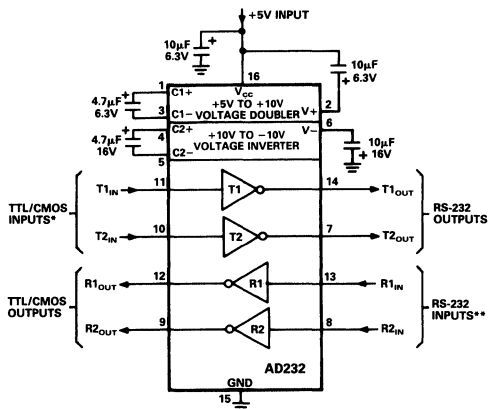 +5V INPUT
10µF
6.3V
+
+
10µF
6.3V
16
VCC
1
C1+
4.7µF
6.3V
+
3
C1−
+5V TO +10V
VOLTAGE DOUBLER
V+
2
4.7µF
16V
+
4
C2+
5
C2−
+10V TO −10V
VOLTAGE INVERTER
V−
6
10µF
16V
+
TTL/CMOS
INPUTS*
T1IN
11
T1
14
T1OUT
T2IN
10
T2
7
T2OUT
RS-232
OUTPUTS
TTL/CMOS
OUTPUTS
R1OUT
12
R1
13
R1IN
R2OUT
9
R2
8
R2IN
RS-232
INPUTS**
AD232
GND
15